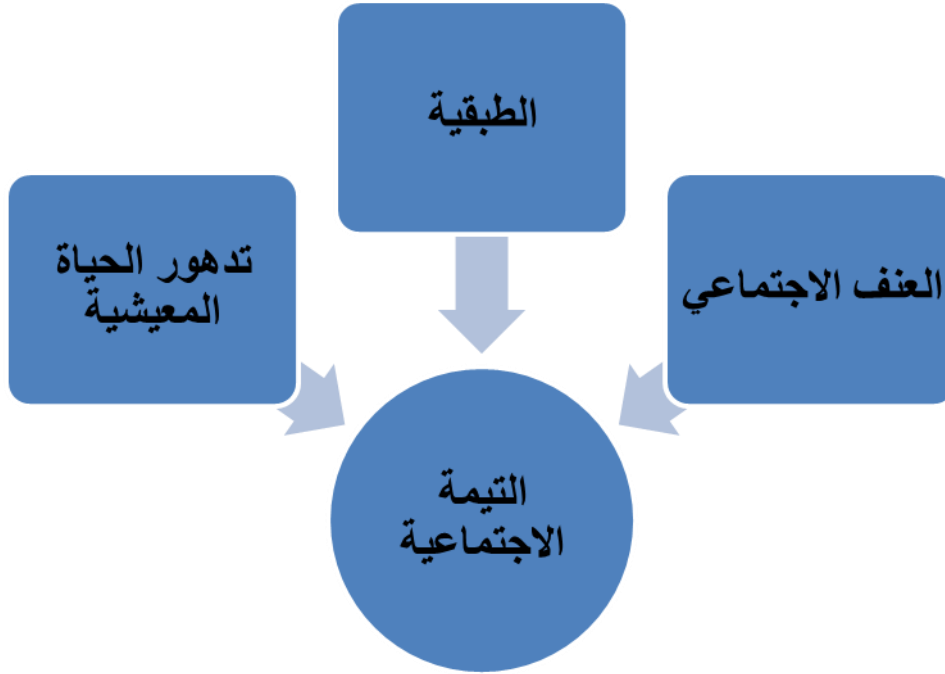 الطبقية
العنف الاجتماعي
تدهور الحياة
المعيشية
التيمة
الاجتماعية